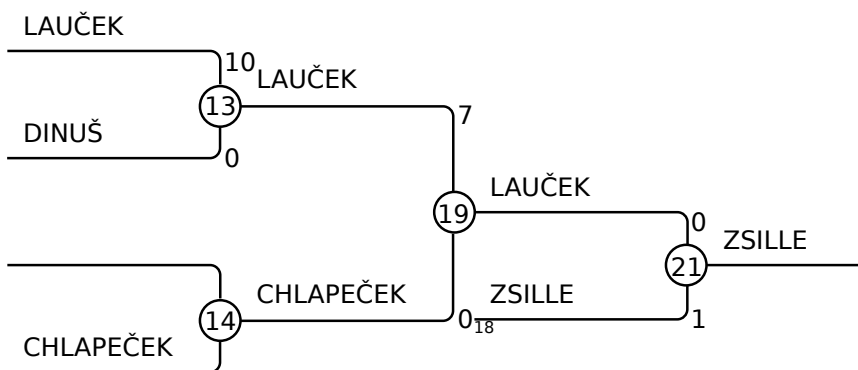 LAUČEK
10
LAUČEK
13
7
DINUŠ
0
LAUČEK
0
19
ZSILLE
21
CHLAPEČEK
ZSILLE
14
0
18
1
CHLAPEČEK